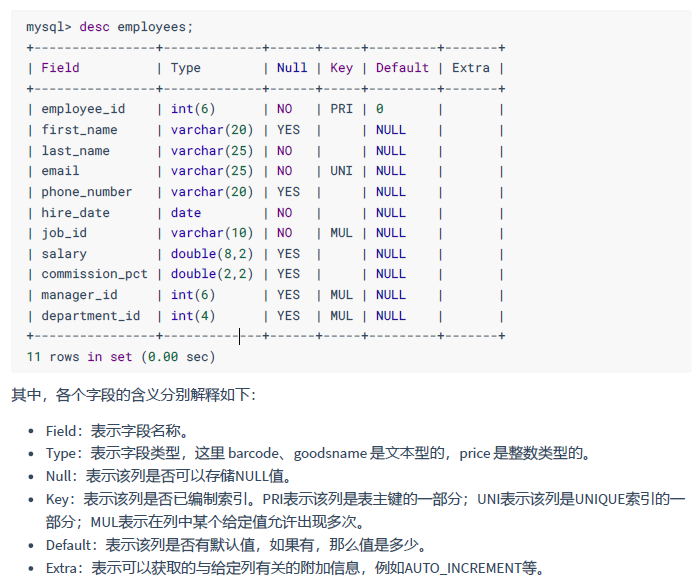 mysql> desc employees;
+----------------+-------------+------+-----+---------+-------+
| Field          | Type        | Null | Key | Default | Extra |
+----------------+-------------+------+-----+---------+-------+
| employee_id    | int(6)      | NO   | PRI | 0       |       |
| first_name     | varchar(20) | YES  |     | NULL    |       |
| last_name      | varchar(25) | NO   |     | NULL    |       |
| email          | varchar(25) | NO   | UNI | NULL    |       |
| phone_number   | varchar(20) | YES  |     | NULL    |       |
| hire_date      | date        | NO   |     | NULL    |       |
| job_id         | varchar(10) | NO   | MUL | NULL    |       |
| salary         | double(8,2) | YES  |     | NULL    |       |
| commission_pct | double(2,2) | YES  |     | NULL    |       |
| manager_id     | int(6)      | YES  | MUL | NULL    |       |
| department_id  | int(4)      | YES  | MUL | NULL    |       |
+----------------+-------------+------+-----+---------+-------+
11 rows in set (0.00 sec)
其中，各个字段的含义分别解释如下：
• Field：表示字段名称。
• Type：表示字段类型，这里 barcode、goodsname 是文本型的，price 是整数类型的。
• Null：表示该列是否可以存储NULL值。
• Key：表示该列是否已编制索引。PRI表示该列是表主键的一部分；UNI表示该列是UNIQUE索引的一
部分；MUL表示在列中某个给定值允许出现多次。
• Default：表示该列是否有默认值，如果有，那么值是多少。
• Extra：表示可以获取的与给定列有关的附加信息，例如AUTO_INCREMENT等。